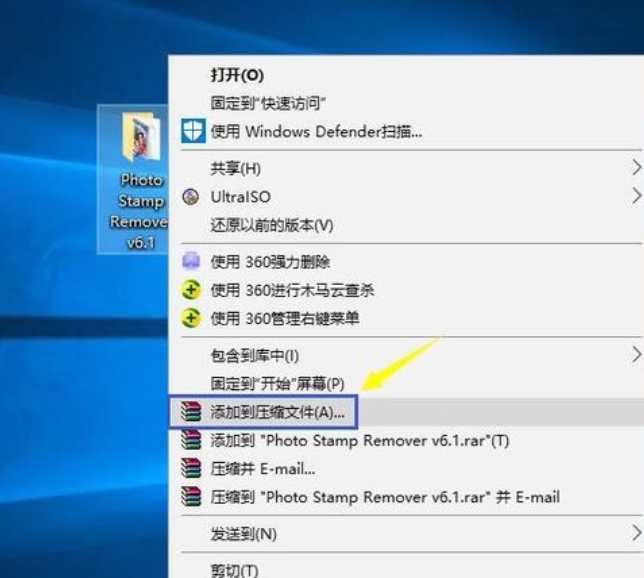 Photo
Stamp
Remove
v6.1
打开(O)
固定到"快速访问"
使用 Windows Defender扫描...
共享(H)
UltraISO
还原以前的版本(V)
使用 360强力删除
使用 360进行木马云查杀
使用 360管理右键菜单
包含到库中(I)
固定到"开始"屏幕(P)
添加到压缩文件(A)...
添加到 "Photo Stamp Remover v6.1.rar"(T)
压缩并 E-mail...
压缩到 "Photo Stamp Remover v6.1.rar" 并 E-mail
发送到(N)
剪切(T)